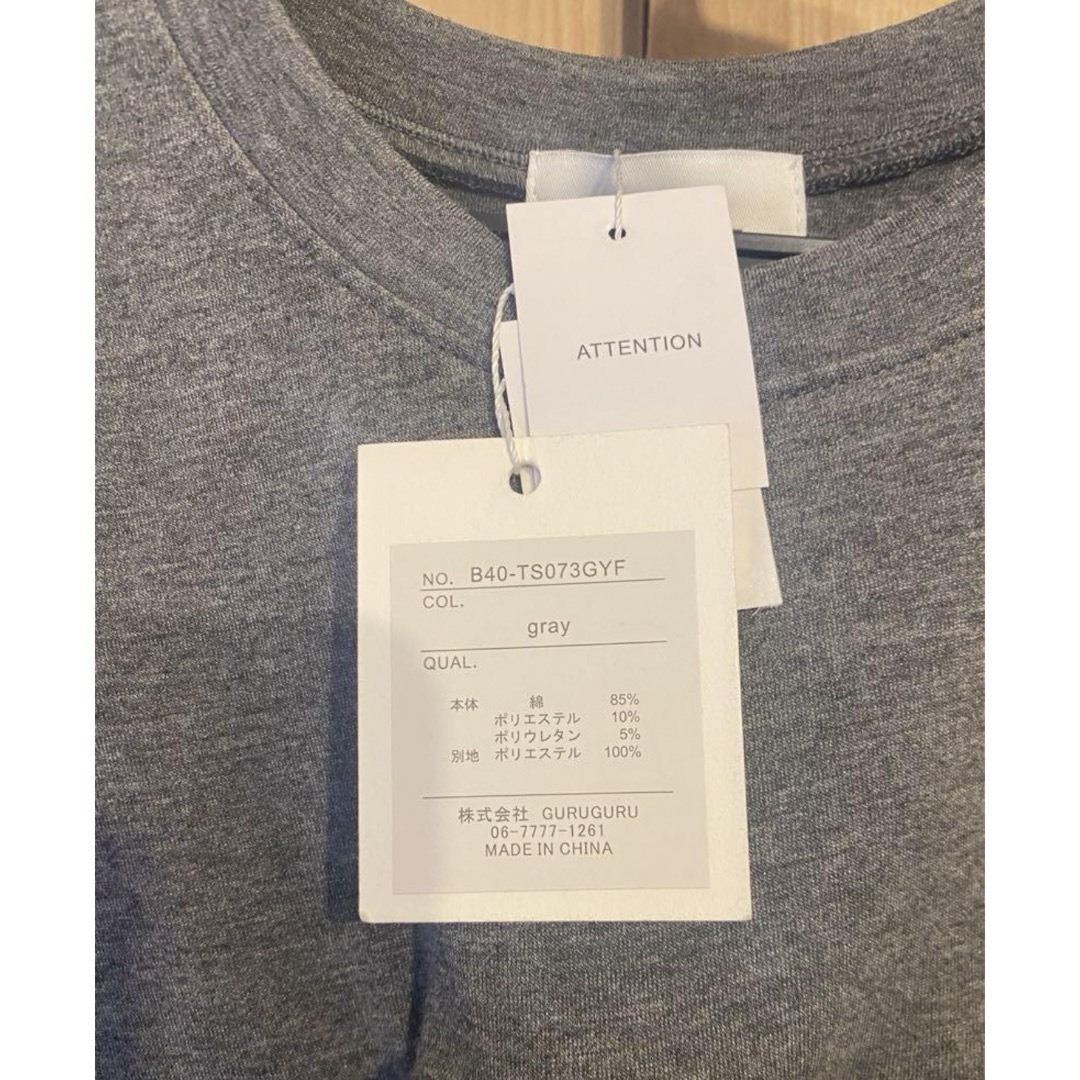 ATTENTION
NO. B40-TS073GYF
COL.
gray
QUAL.
本体 綿 85%
ポリエステル 10%
ポリウレタン 5%
別地 ポリエステル 100%
株式会社 GURUGURU
06-7777-1261
MADE IN CHINA